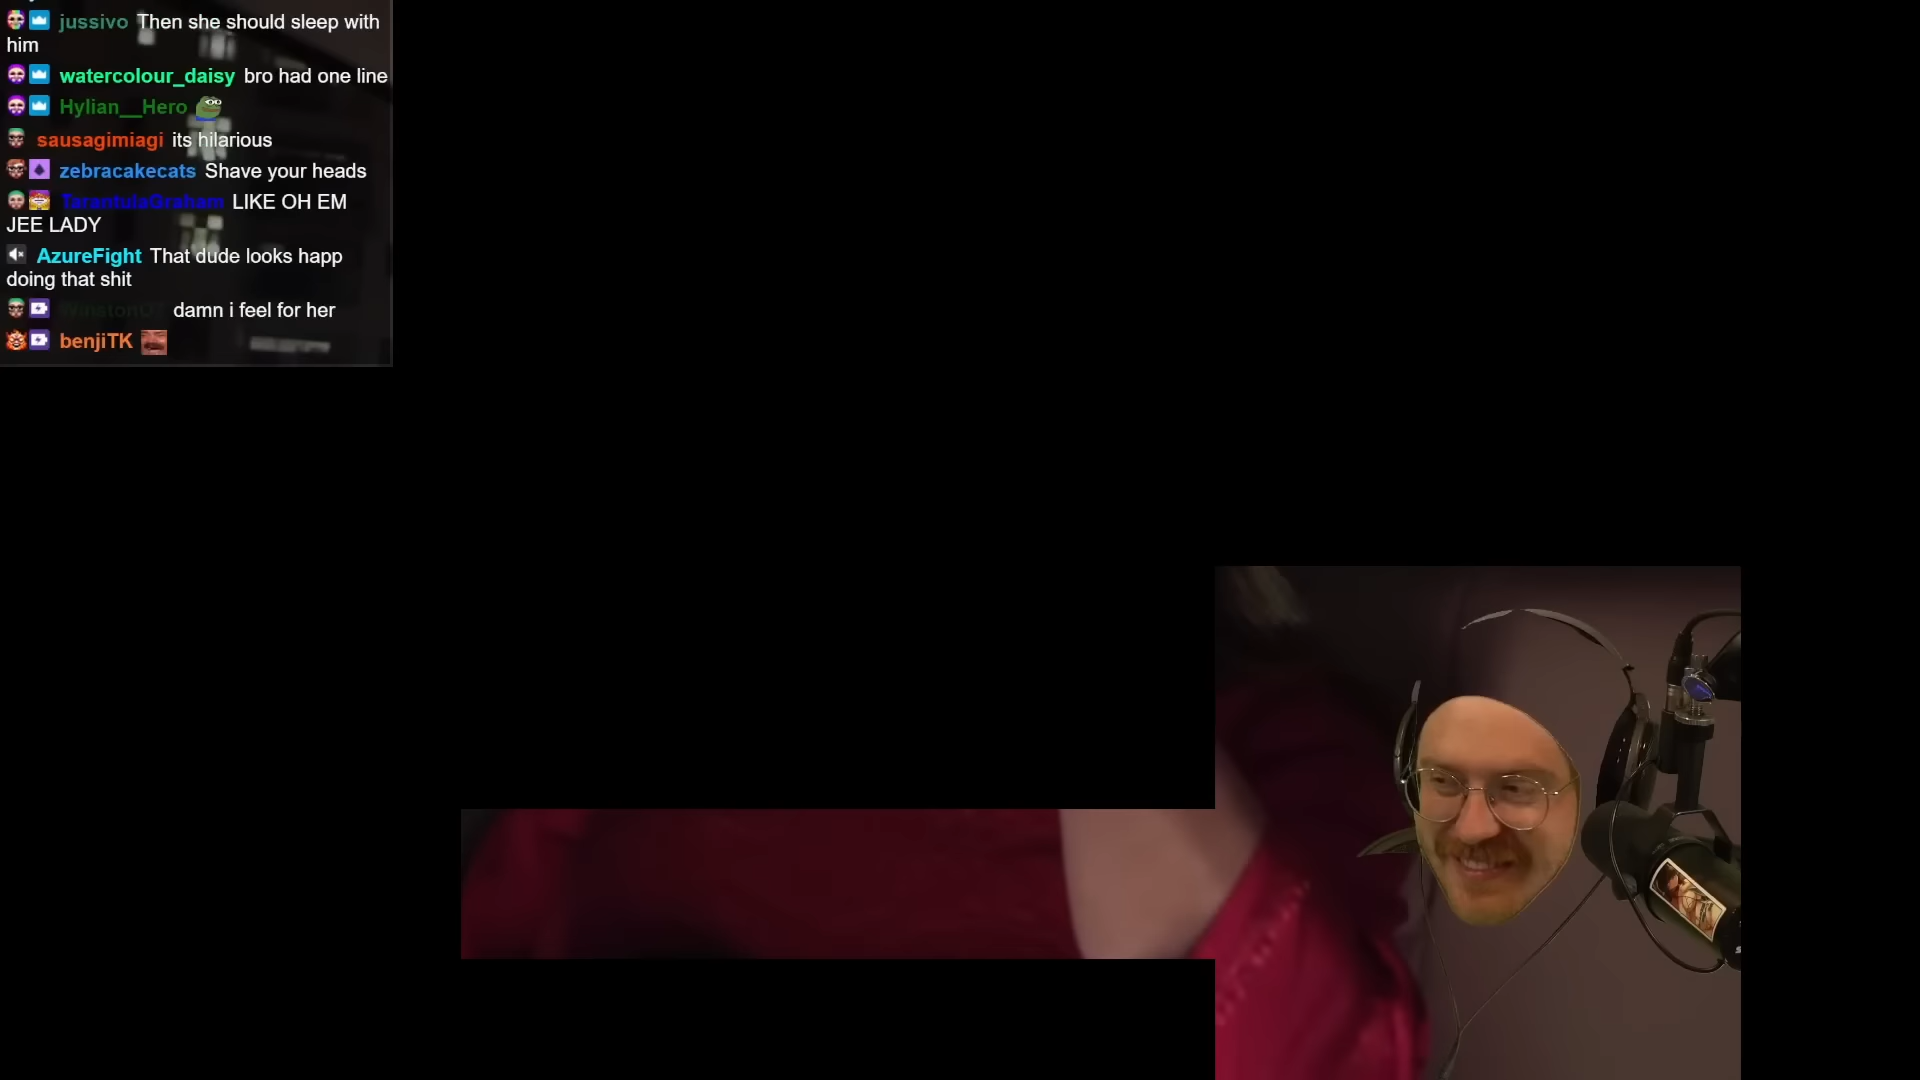 jussivo Then she should sleep with
him
watercolour_daisy bro had one line
Hylian__Hero
sausagimiagi its hilarious
zebracakecats Shave your heads
TarantulaGraham LIKE OH EM
JEE LADY
AzureFight That dude looks happ
doing that shit
damn i feel for her
benjiTK